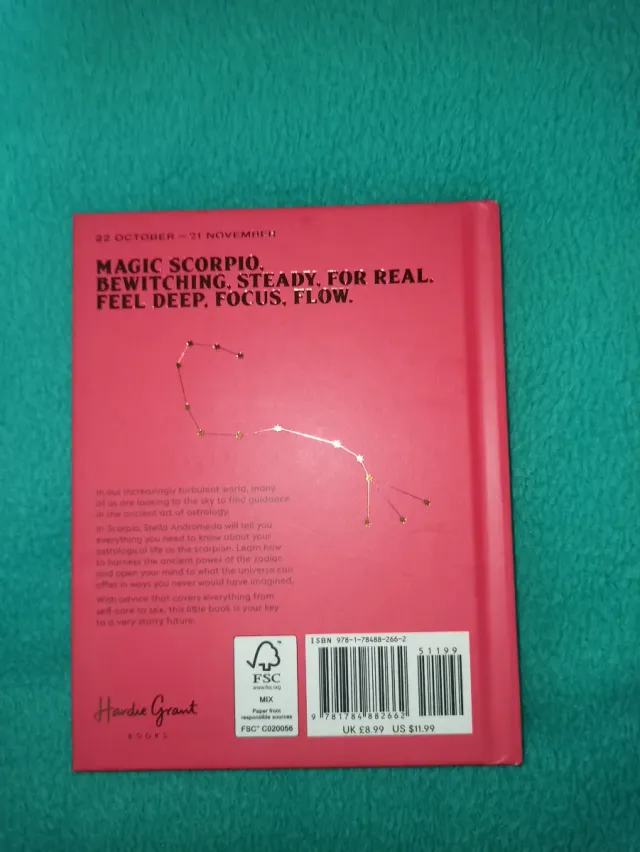 22 OCTOBER – 21 NOVEMBER
MAGIC SCORPIO,
BEWITCHING, STEADY, FOR REAL.
FEEL DEEP, FOCUS, FLOW.
In our increasingly turbulent world, many
of us are looking to the sky to find guidance
in the ancient art of astrology.
In Scorpio, Stella Andromeda will tell you
everything you need to know about your
astrological life as the scorpion. Learn how
to harness the ancient power of the zodiac
and open your mind to what the universe can
offer in ways you never would have imagined.
With advice that covers everything from
self-care to sex, this little book is your key
to a very starry future.
Hardie Grant
BOOKS
FSC
www.fsc.org
MIX
Paper from
responsible sources
FSC® C020056
ISBN 978-1-78488-266-2
51199
9 781784 882662
UK £8.99 US $11.99